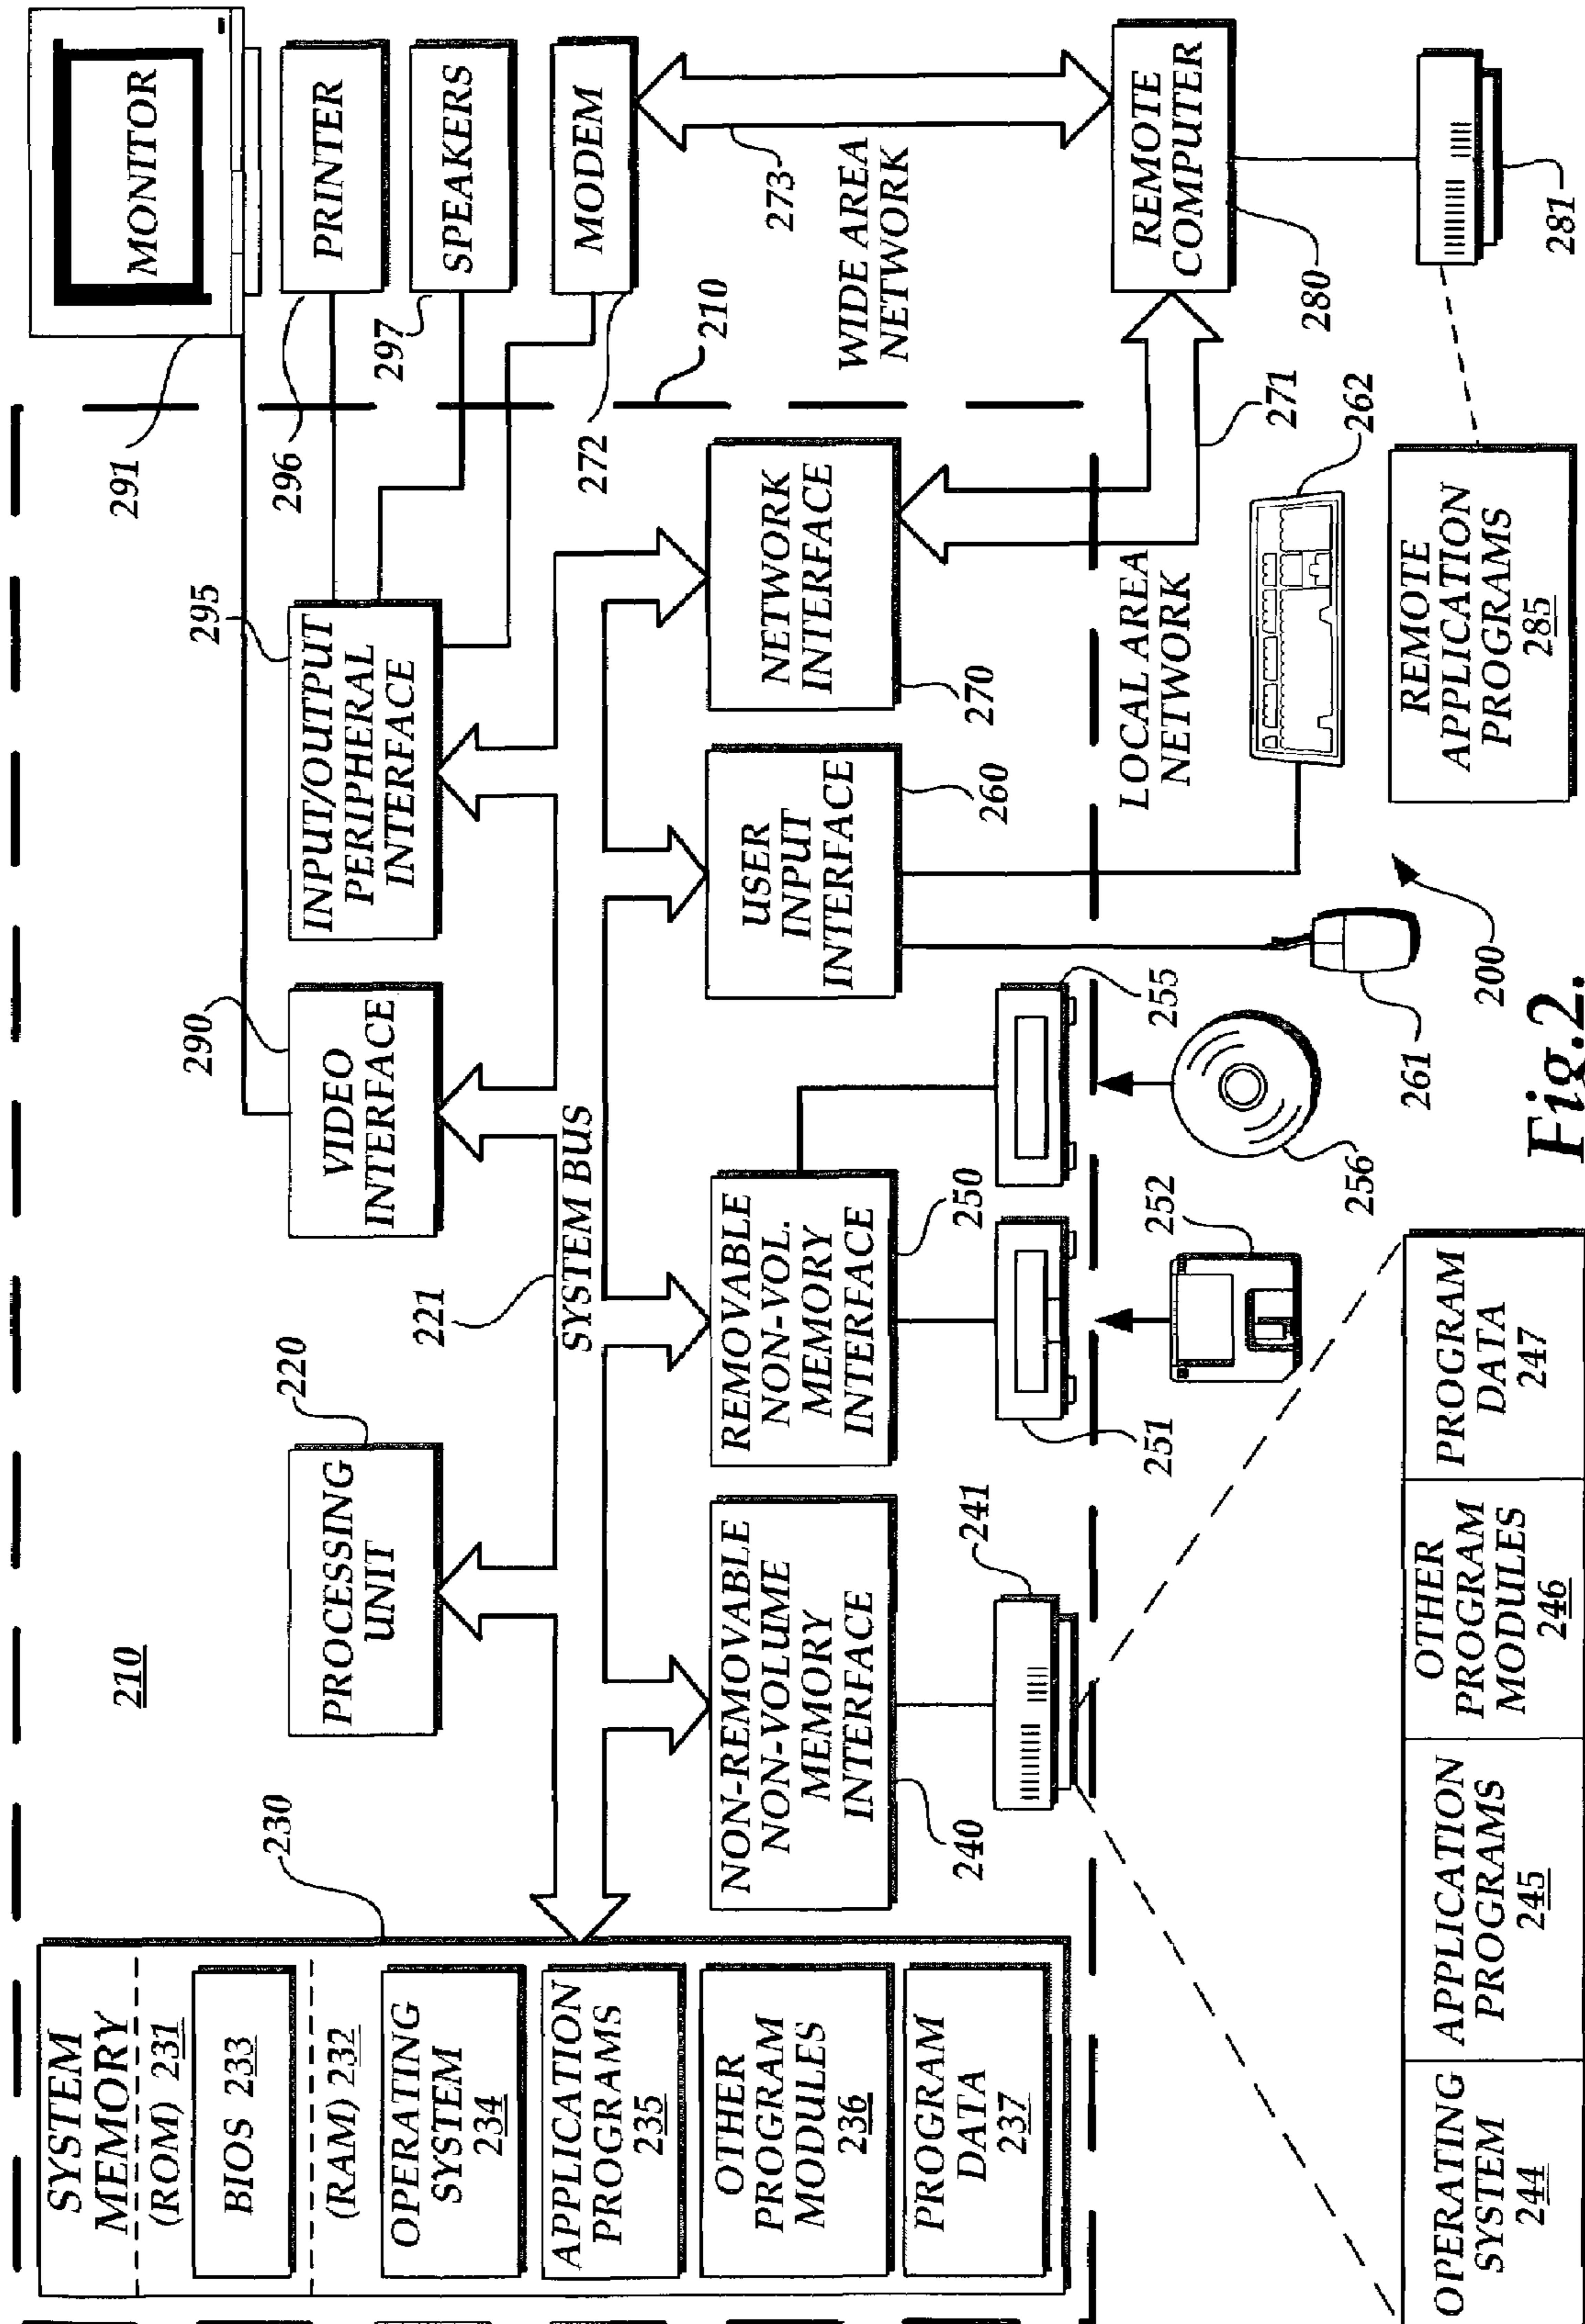 210
SYSTEM
MEMORY
(ROM) 231
BIOS 233
(RAM) 232
OPERATING
SYSTEM
234
APPLICATION
PROGRAMS
235
OTHER
PROGRAM
MODULES
236
PROGRAM
DATA
237
230
PROCESSING
UNIT
220
221
SYSTEM BUS
VIDEO
INTERFACE
290
INPUT/OUTPUT
PERIPHERAL
INTERFACE
295
291
MONITOR
296
PRINTER
297
SPEAKERS
272
MODEM
NON-REMOVABLE
NON-VOLUME
MEMORY
INTERFACE
240
REMOVABLE
NON-VOL.
MEMORY
INTERFACE
250
USER
INPUT
INTERFACE
260
NETWORK
INTERFACE
270
210
273
WIDE AREA
NETWORK
241
251
255
252
256
LOCAL AREA
NETWORK
271
REMOTE
COMPUTER
280
262
261
281
REMOTE
APPLICATION
PROGRAMS
285
200
OPERATING
SYSTEM
244
APPLICATION
PROGRAMS
245
OTHER
PROGRAM
MODULES
246
PROGRAM
DATA
247
Fig.2.